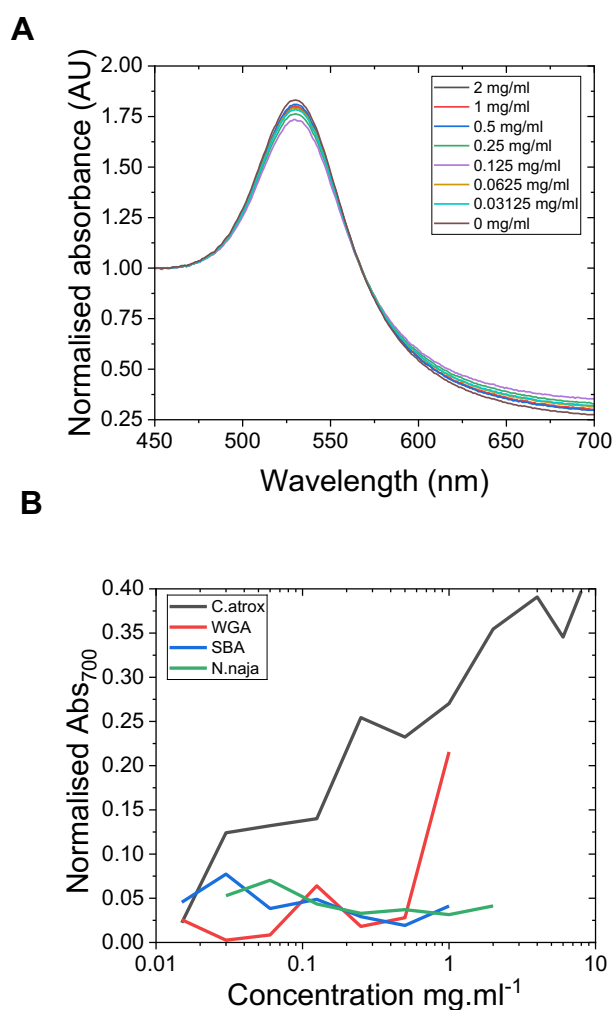 A
Normalised absorbance (AU)
2.00
1.75
1.50
1.25
1.00
0.75
0.50
0.25
2 mg/ml
1 mg/ml
0.5 mg/ml
0.25 mg/ml
0.125 mg/ml
0.0625 mg/ml
0.03125 mg/ml
0 mg/ml
450 500 550 600 650 700
Wavelength (nm)
B
Normalised Abs₇₀₀
0.40
0.35
0.30
0.25
0.20
0.15
0.10
0.05
0.00
C.atrox
WGA
SBA
N.naja
0.01 0.1 1 10
Concentration mg.ml⁻¹